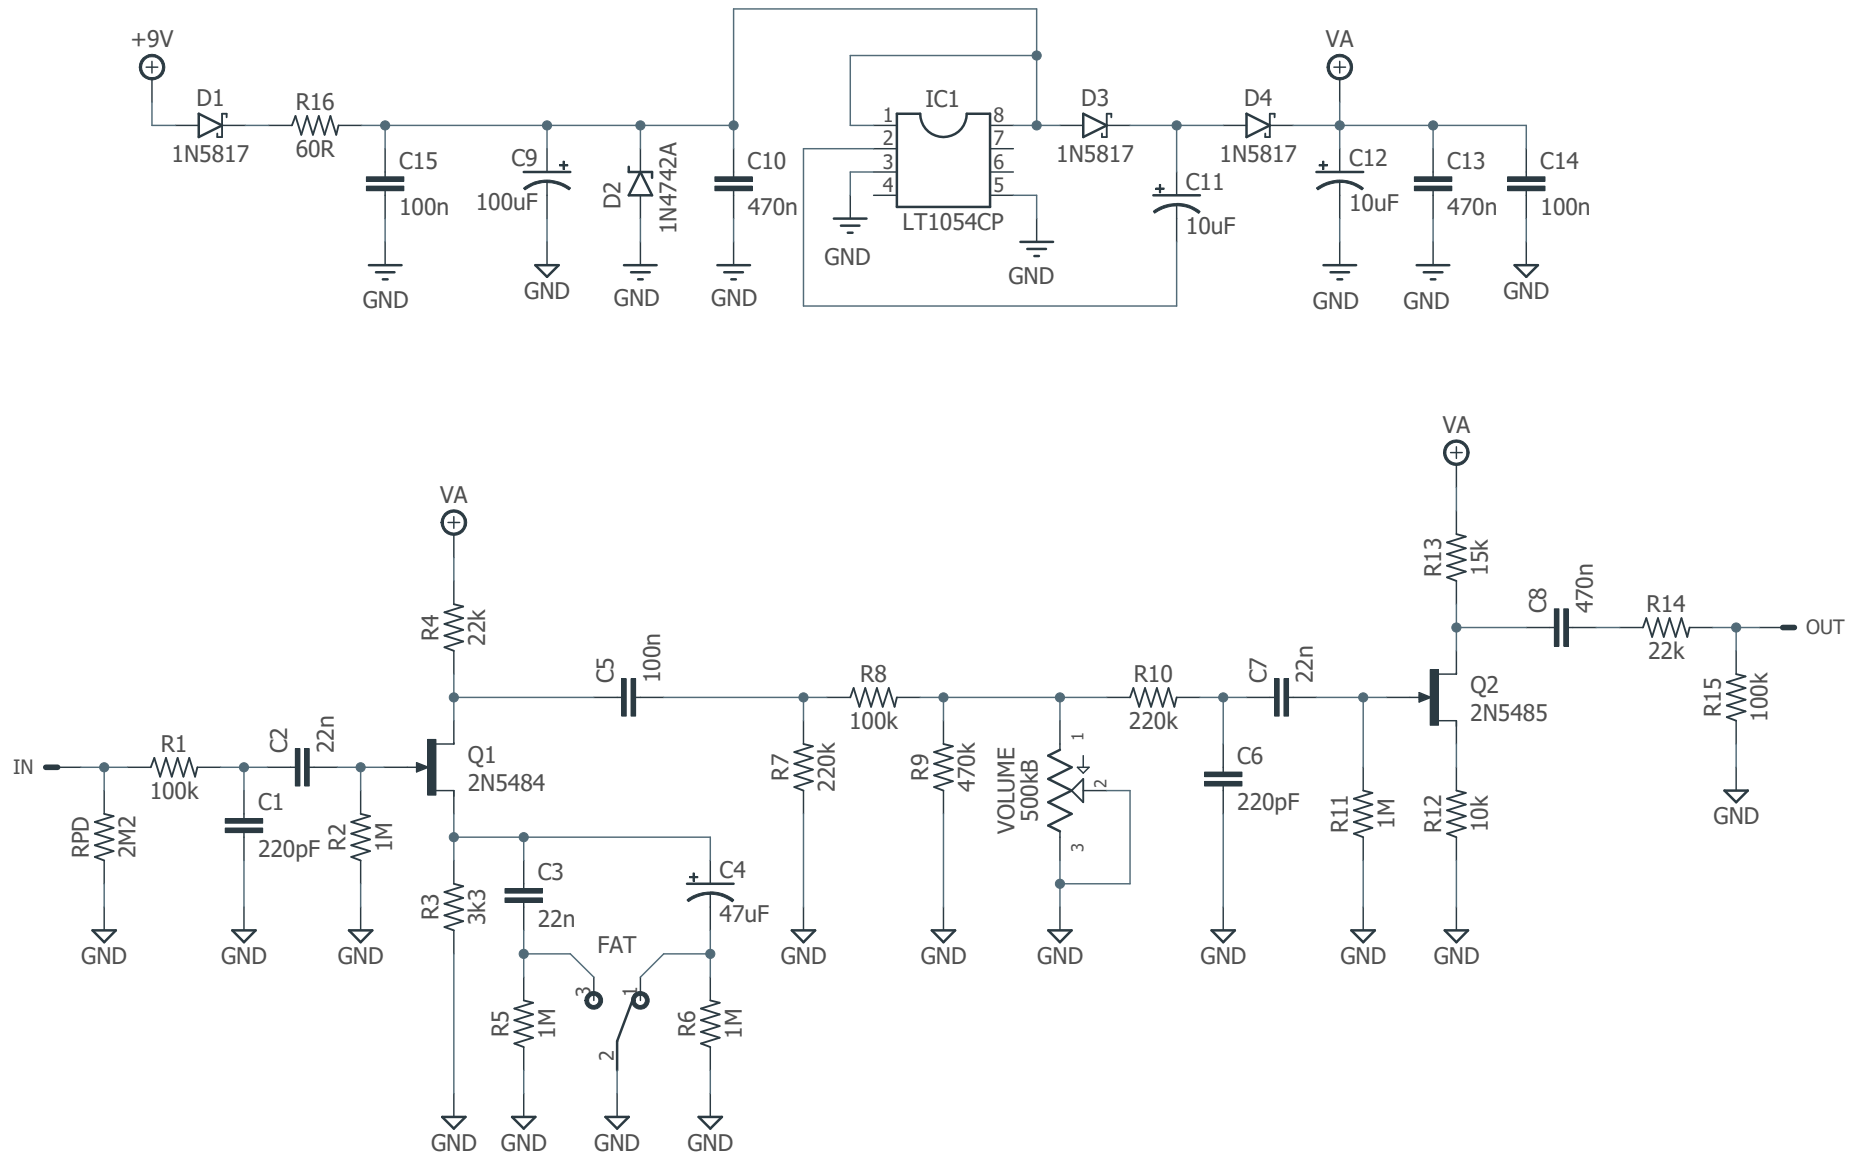 +9V
D1
1N5817
R16
60R
C15
100n
GND
C9
100uF
GND
D2
1N4742A
GND
C10
470n
GND
IC1
1
2
3
4
8
7
6
5
LT1054CP
GND
GND
D3
1N5817
C11
10uF
D4
1N5817
VA
C12
10uF
GND
C13
470n
GND
C14
100n
GND
IN
RPD
2M2
GND
R1
100k
C1
220pF
GND
C2
22n
R2
1M
GND
VA
R4
22k
Q1
2N5484
R3
3k3
GND
C3
22n
R5
1M
GND
FAT
3
1
2
GND
C4
47uF
R6
1M
GND
C5
100n
R7
220k
GND
R8
100k
R9
470k
GND
VOLUME
500kB
1
2
3
GND
R10
220k
C6
220pF
GND
C7
22n
R11
1M
GND
VA
R13
15k
Q2
2N5485
R12
10k
GND
C8
470n
R14
22k
R15
100k
GND
OUT